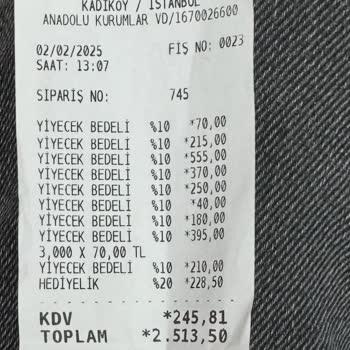 KADIKÖY / İSTANBUL
ANADOLU KURUMLAR VD/1670026600
02/02/2025 FİŞ NO: 0023
SAAT: 13:07
SİPARİŞ NO: 745
YİYECEK BEDELİ %10 *70,00
YİYECEK BEDELİ %10 *215,00
YİYECEK BEDELİ %10 *555,00
YİYECEK BEDELİ %10 *370,00
YİYECEK BEDELİ %10 *250,00
YİYECEK BEDELİ %10 *40,00
YİYECEK BEDELİ %10 *180,00
YİYECEK BEDELİ %10 *395,00
3,000 X 70,00 TL
YİYECEK BEDELİ %10 *210,00
HEDİYELİK %20 *228,50
KDV *245,81
TOPLAM *2.513,50